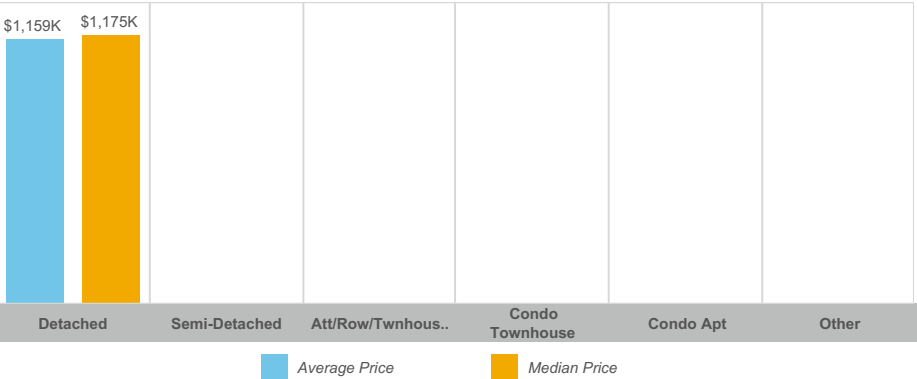 $1,159K
$1,175K
Detached
Semi-Detached
Att/Row/Twnhous..
Condo
Townhouse
Condo Apt
Other
Average Price
Median Price